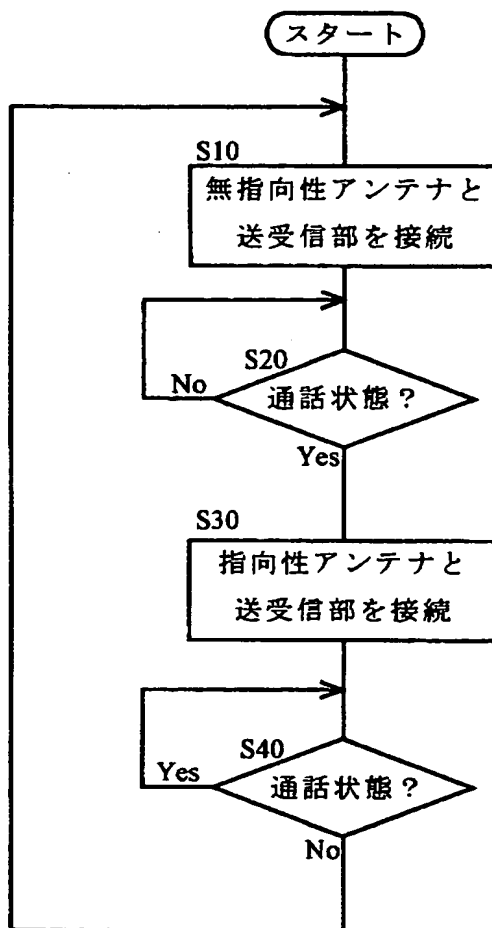 スタート
S10
無指向性アンテナと
送受信部を接続
S20
No
通話状態？
Yes
S30
指向性アンテナと
送受信部を接続
S40
Yes
通話状態？
No